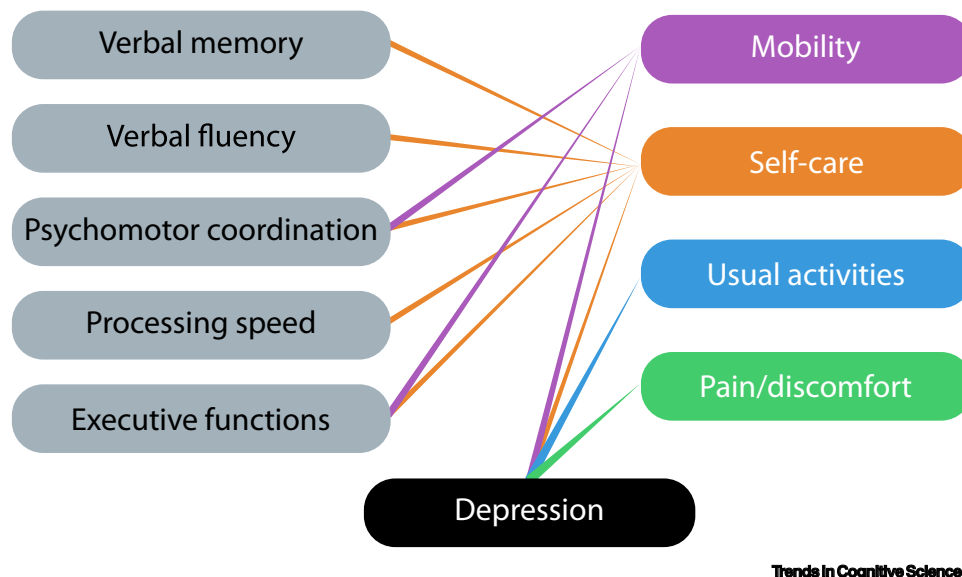 Verbal memory
Verbal fluency
Psychomotor coordination
Processing speed
Executive functions
Mobility
Self-care
Usual activities
Pain/discomfort
Depression
Trends in Cognitive Science